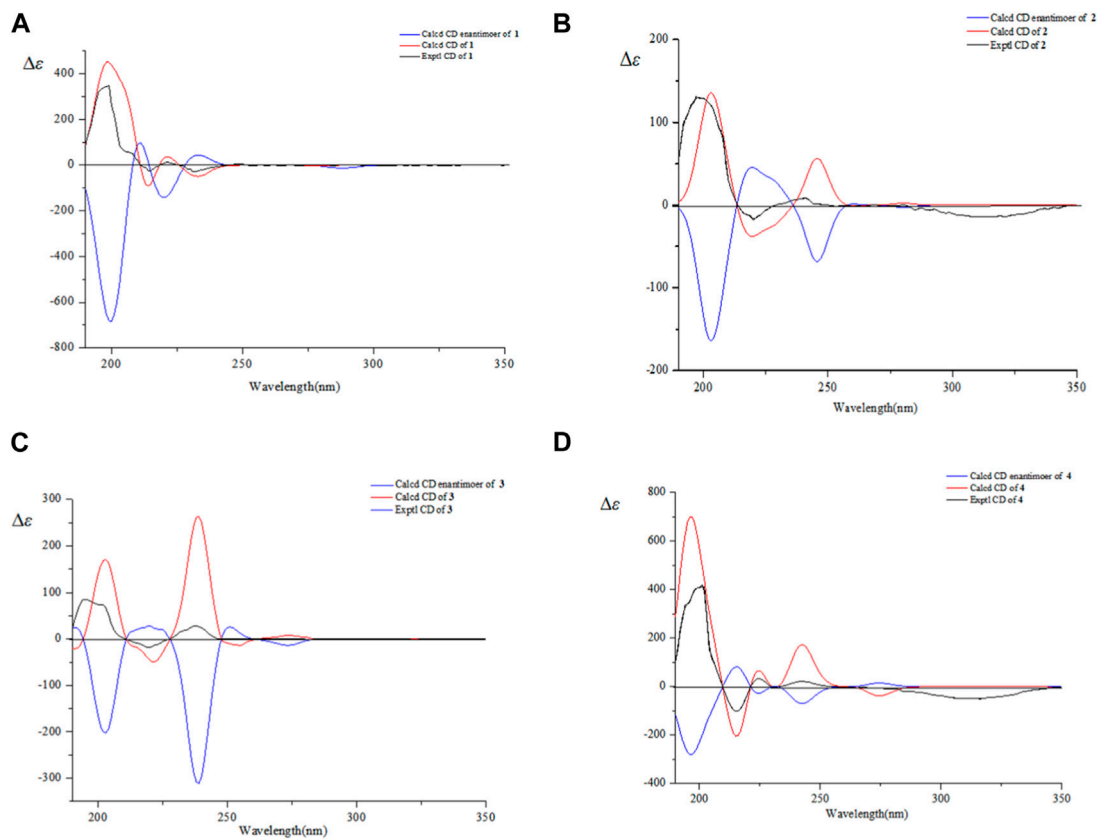 A
Calcd CD enantimoer of 1
Calcd CD of 1
Exptl CD of 1
Δε
400
200
0
-200
-400
-600
-800
200
250
300
350
Wavelength(nm)
B
Calcd CD enantimoer of 2
Calcd CD of 2
Exptl CD of 2
Δε
200
100
0
-100
-200
200
250
300
350
Wavelength(nm)
C
Calcd CD enantimoer of 3
Calcd CD of 3
Exptl CD of 3
Δε
300
200
100
0
-100
-200
-300
200
250
300
350
Wavelength(nm)
D
Calcd CD enantimoer of 4
Calcd CD of 4
Exptl CD of 4
Δε
800
600
400
200
0
-200
-400
200
250
300
350
Wavelength(nm)